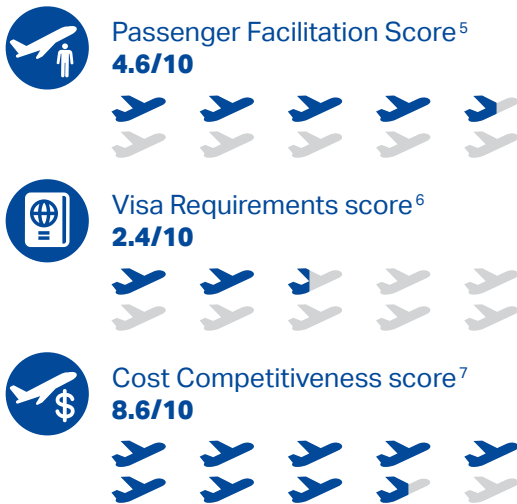 Passenger Facilitation Score⁵
4.6/10
Visa Requirements score⁶
2.4/10
$
Cost Competitiveness score⁷
8.6/10